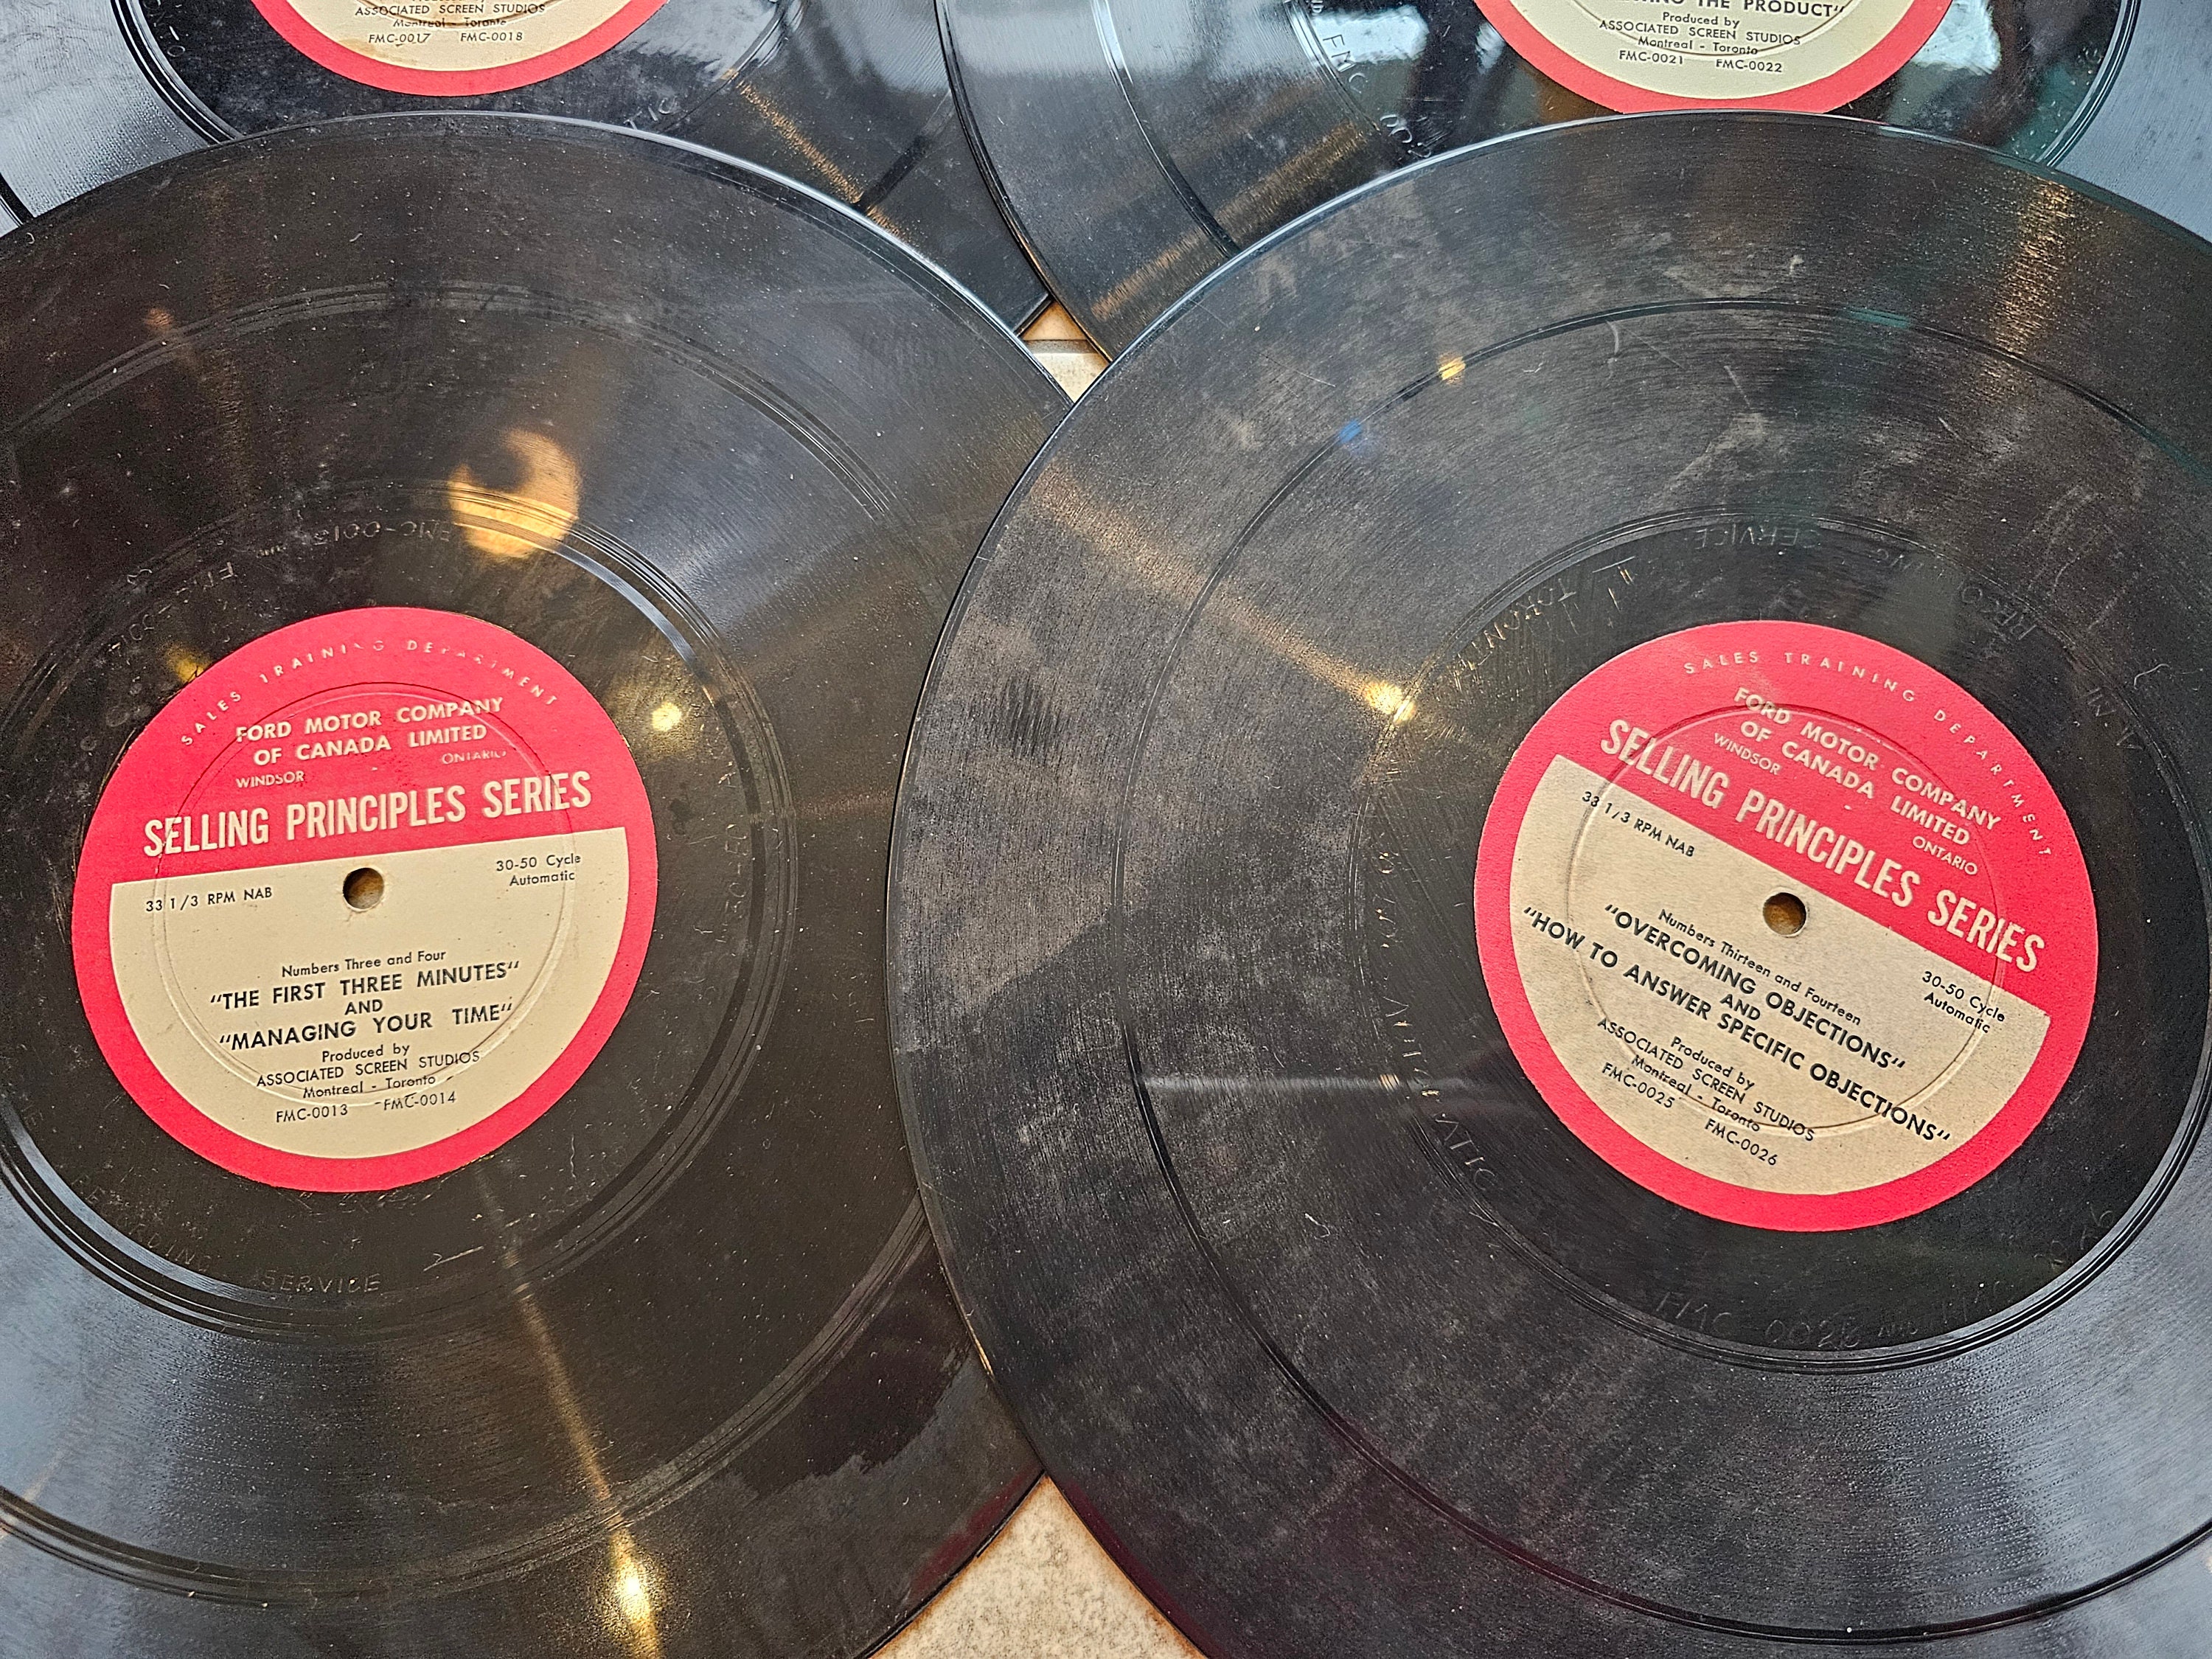 ASSOCIATED SCREEN STUDIOS
Montreal - Toronto
FMC-0017 FMC-0018
THE PRODUCT"
Produced by
ASSOCIATED SCREEN STUDIOS
Montreal - Toronto
FMC-0021 FMC-0022
SALES TRAINING DEPARTMENT
FORD MOTOR COMPANY
OF CANADA LIMITED
WINDSOR ONTARIO
SELLING PRINCIPLES SERIES
33 1/3 RPM NAB
30-50 Cycle
Automatic
Numbers Three and Four
"THE FIRST THREE MINUTES"
AND
"MANAGING YOUR TIME"
Produced by
ASSOCIATED SCREEN STUDIOS
Montreal - Toronto
FMC-0013 FMC-0014
SERVICE
SALES TRAINING DEPARTMENT
FORD MOTOR COMPANY
OF CANADA LIMITED
WINDSOR ONTARIO
SELLING PRINCIPLES SERIES
33 1/3 RPM NAB
30-50 Cycle
Automatic
Numbers Thirteen and Fourteen
"OVERCOMING OBJECTIONS"
AND
"HOW TO ANSWER SPECIFIC OBJECTIONS"
Produced by
ASSOCIATED SCREEN STUDIOS
Montreal - Toronto
FMC-0025 FMC-0026
SERVICE
FMC